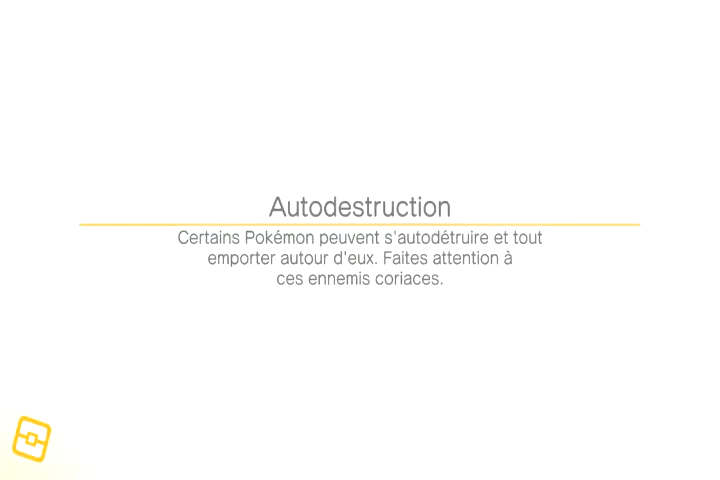 Autodestruction
Certains Pokémon peuvent s'autodétruire et tout
emporter autour d'eux. Faites attention à
ces ennemis coriaces.